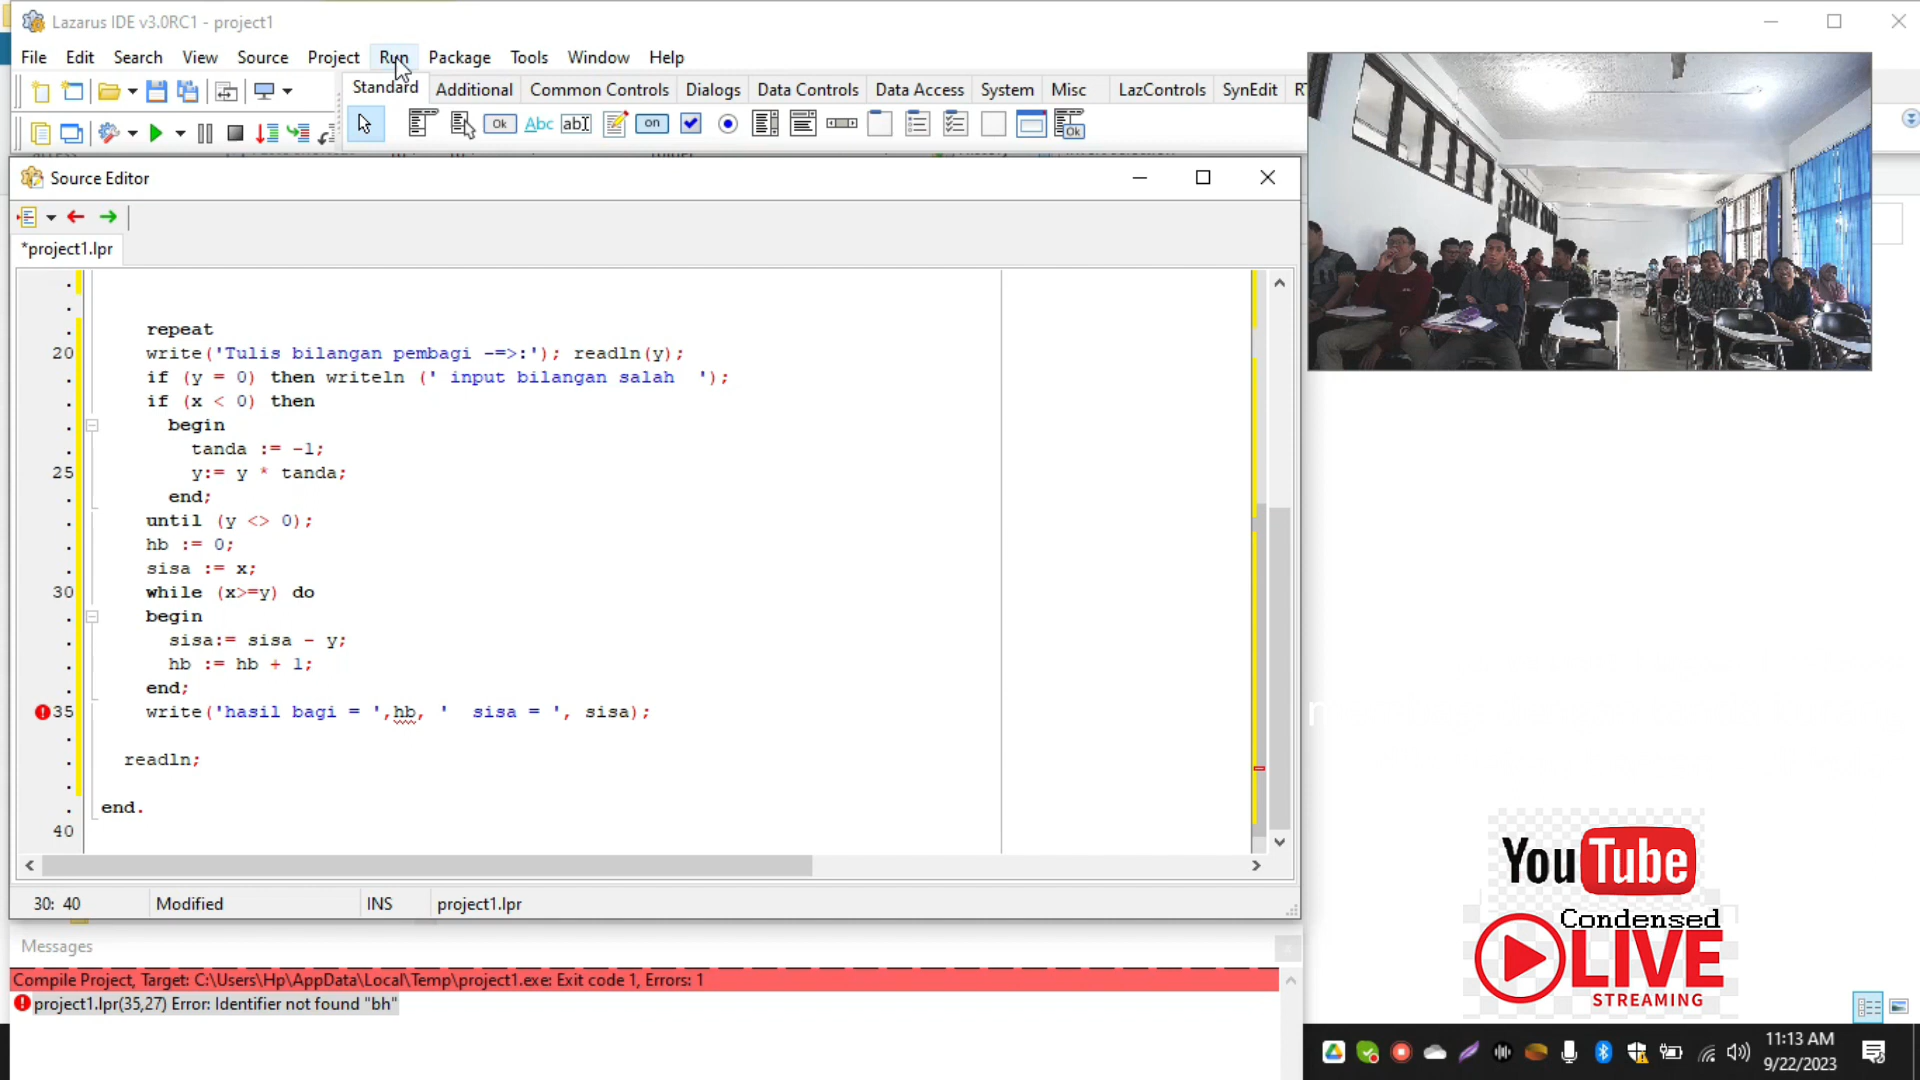 Lazarus IDE v3.0RC1 - project1
File Edit Search View Source Project Run Package Tools Window Help
Standard Additional Common Controls Dialogs Data Controls Data Access System Misc LazControls SynEdit
Ok Abc abI on Ok
Source Editor
*project1.lpr
repeat
20 write('Tulis bilangan pembagi -=>:'); readln(y);
if (y = 0) then writeln (' input bilangan salah  ');
if (x < 0) then
begin
tanda := -1;
25 y:= y * tanda;
end;
until (y <> 0);
hb := 0;
sisa := x;
30 while (x>=y) do
begin
sisa:= sisa - y;
hb := hb + 1;
end;
35 write('hasil bagi = ',hb, '  sisa = ', sisa);
readln;
end.
40
30: 40 Modified INS project1.lpr
Messages
Compile Project, Target: C:\Users\Hp\AppData\Local\Temp\project1.exe: Exit code 1, Errors: 1
project1.lpr(35,27) Error: Identifier not found "bh"
YouTube
Condensed
LIVE
STREAMING
11:13 AM
9/22/2023